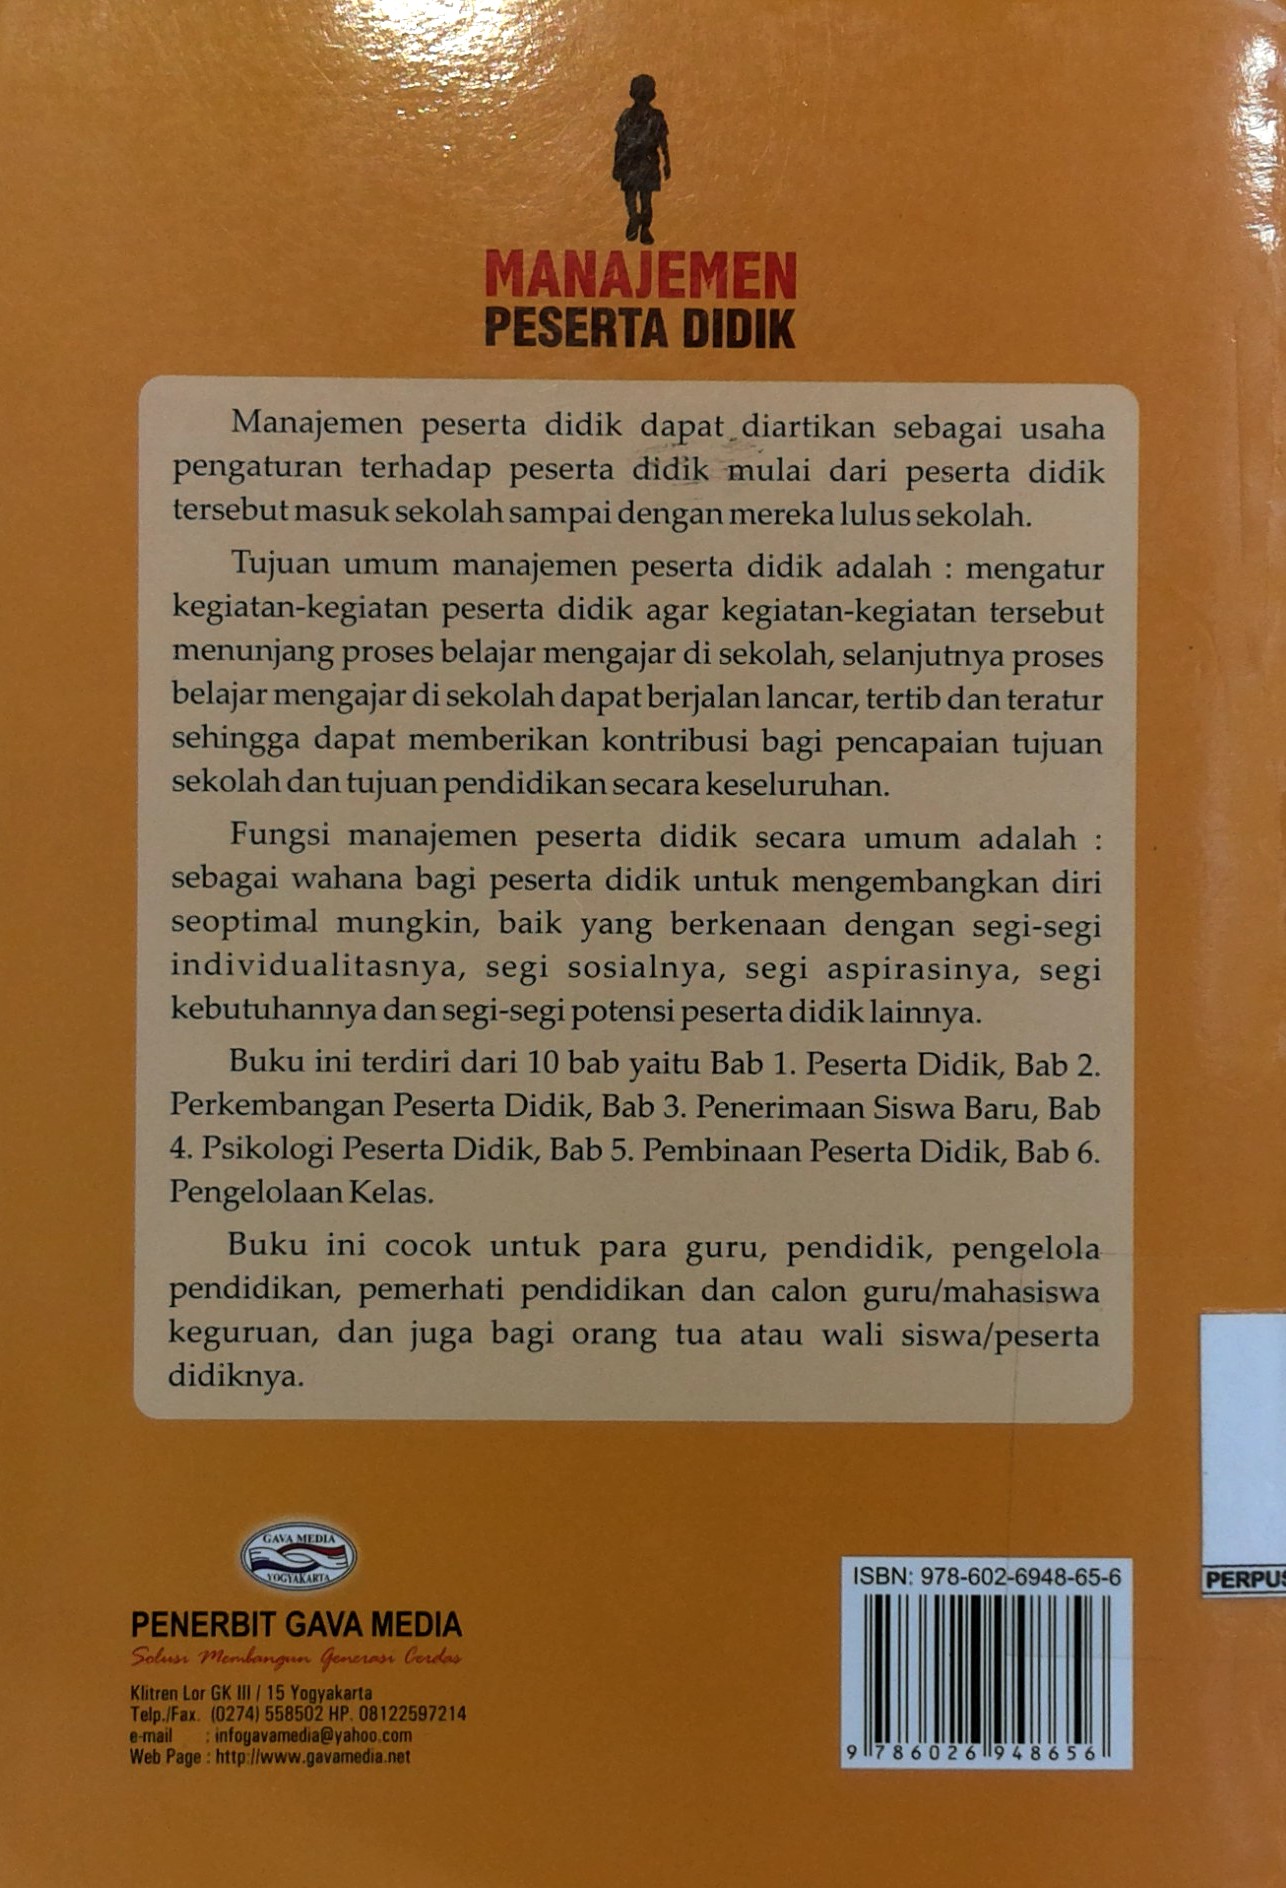 MANAJEMEN
PESERTA DIDIK
Manajemen peserta didik dapat diartikan sebagai usaha
pengaturan terhadap peserta didik mulai dari peserta didik
tersebut masuk sekolah sampai dengan mereka lulus sekolah.
Tujuan umum manajemen peserta didik adalah : mengatur
kegiatan-kegiatan peserta didik agar kegiatan-kegiatan tersebut
menunjang proses belajar mengajar di sekolah, selanjutnya proses
belajar mengajar di sekolah dapat berjalan lancar, tertib dan teratur
sehingga dapat memberikan kontribusi bagi pencapaian tujuan
sekolah dan tujuan pendidikan secara keseluruhan.
Fungsi manajemen peserta didik secara umum adalah :
sebagai wahana bagi peserta didik untuk mengembangkan diri
seoptimal mungkin, baik yang berkenaan dengan segi-segi
individualitasnya, segi sosialnya, segi aspirasinya, segi
kebutuhannya dan segi-segi potensi peserta didik lainnya.
Buku ini terdiri dari 10 bab yaitu Bab 1. Peserta Didik, Bab 2.
Perkembangan Peserta Didik, Bab 3. Penerimaan Siswa Baru, Bab
4. Psikologi Peserta Didik, Bab 5. Pembinaan Peserta Didik, Bab 6.
Pengelolaan Kelas.
Buku ini cocok untuk para guru, pendidik, pengelola
pendidikan, pemerhati pendidikan dan calon guru/mahasiswa
keguruan, dan juga bagi orang tua atau wali siswa/peserta
didiknya.
GAVA MEDIA
YOGYAKARTA
PENERBIT GAVA MEDIA
Solusi Membangun Generasi Cerdas
Klitren Lor GK III / 15 Yogyakarta
Telp./Fax. (0274) 558502 HP. 08122597214
e-mail : infogavamedia@yahoo.com
Web Page : http://www.gavamedia.net
ISBN: 978-602-6948-65-6
9 786026 948656
PERPUS